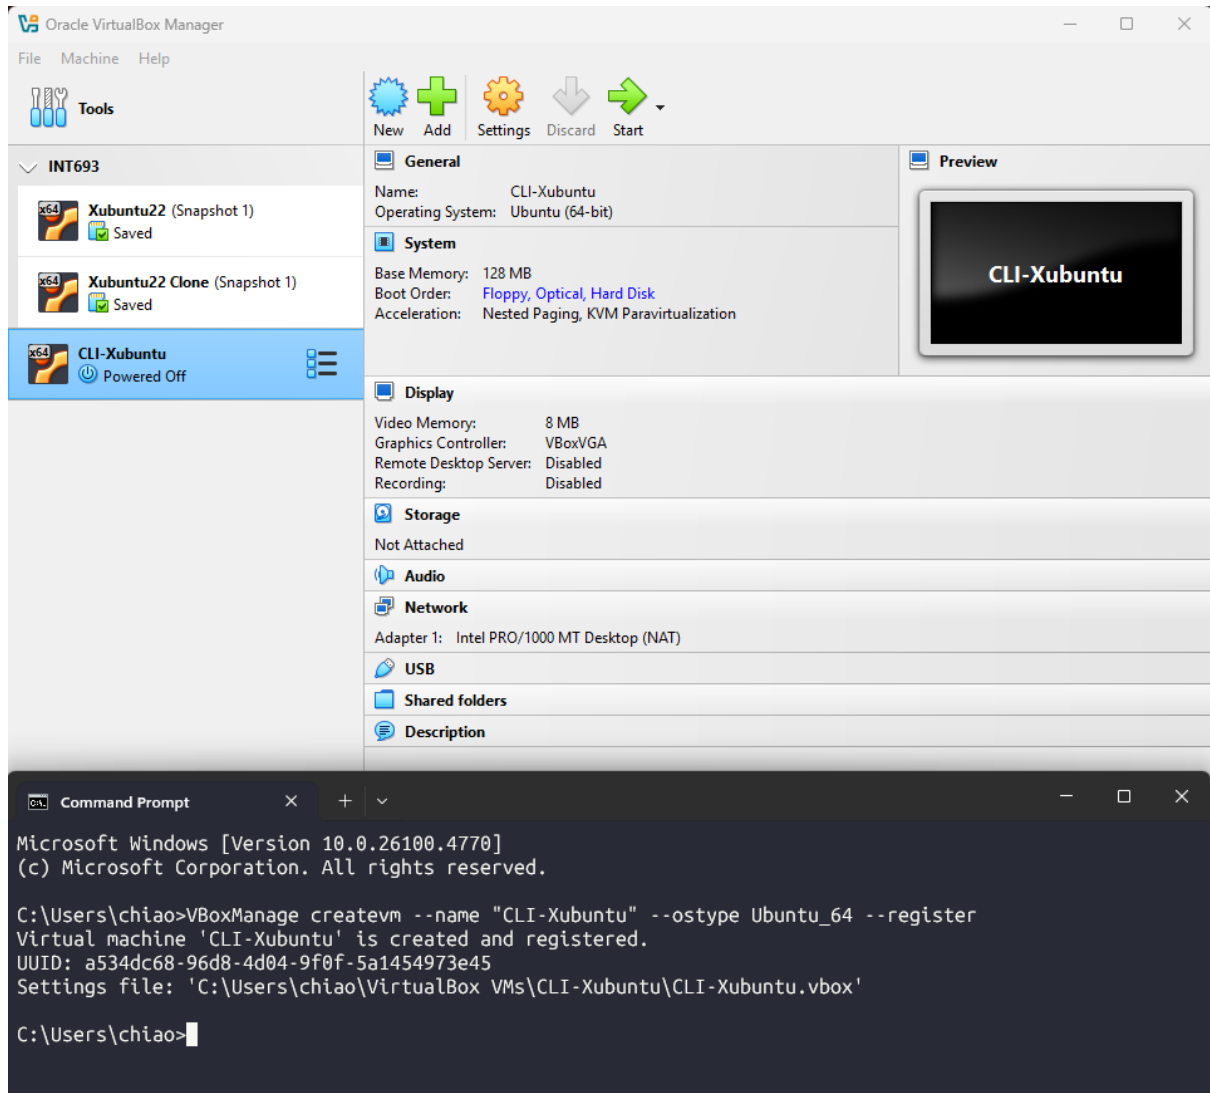 Oracle VirtualBox Manager
File Machine Help
Tools
New Add Settings Discard Start
INT693
Xubuntu22 (Snapshot 1)
Saved
Xubuntu22 Clone (Snapshot 1)
Saved
CLI-Xubuntu
Powered Off
General
Name: CLI-Xubuntu
Operating System: Ubuntu (64-bit)
System
Base Memory: 128 MB
Boot Order: Floppy, Optical, Hard Disk
Acceleration: Nested Paging, KVM Paravirtualization
Preview
CLI-Xubuntu
Display
Video Memory: 8 MB
Graphics Controller: VBoxVGA
Remote Desktop Server: Disabled
Recording: Disabled
Storage
Not Attached
Audio
Network
Adapter 1: Intel PRO/1000 MT Desktop (NAT)
USB
Shared folders
Description
Command Prompt
Microsoft Windows [Version 10.0.26100.4770]
(c) Microsoft Corporation. All rights reserved.
C:\Users\chiao>VBoxManage createvm --name "CLI-Xubuntu" --ostype Ubuntu_64 --register
Virtual machine 'CLI-Xubuntu' is created and registered.
UUID: a534dc68-96d8-4d04-9f0f-5a1454973e45
Settings file: 'C:\Users\chiao\VirtualBox VMs\CLI-Xubuntu\CLI-Xubuntu.vbox'
C:\Users\chiao>